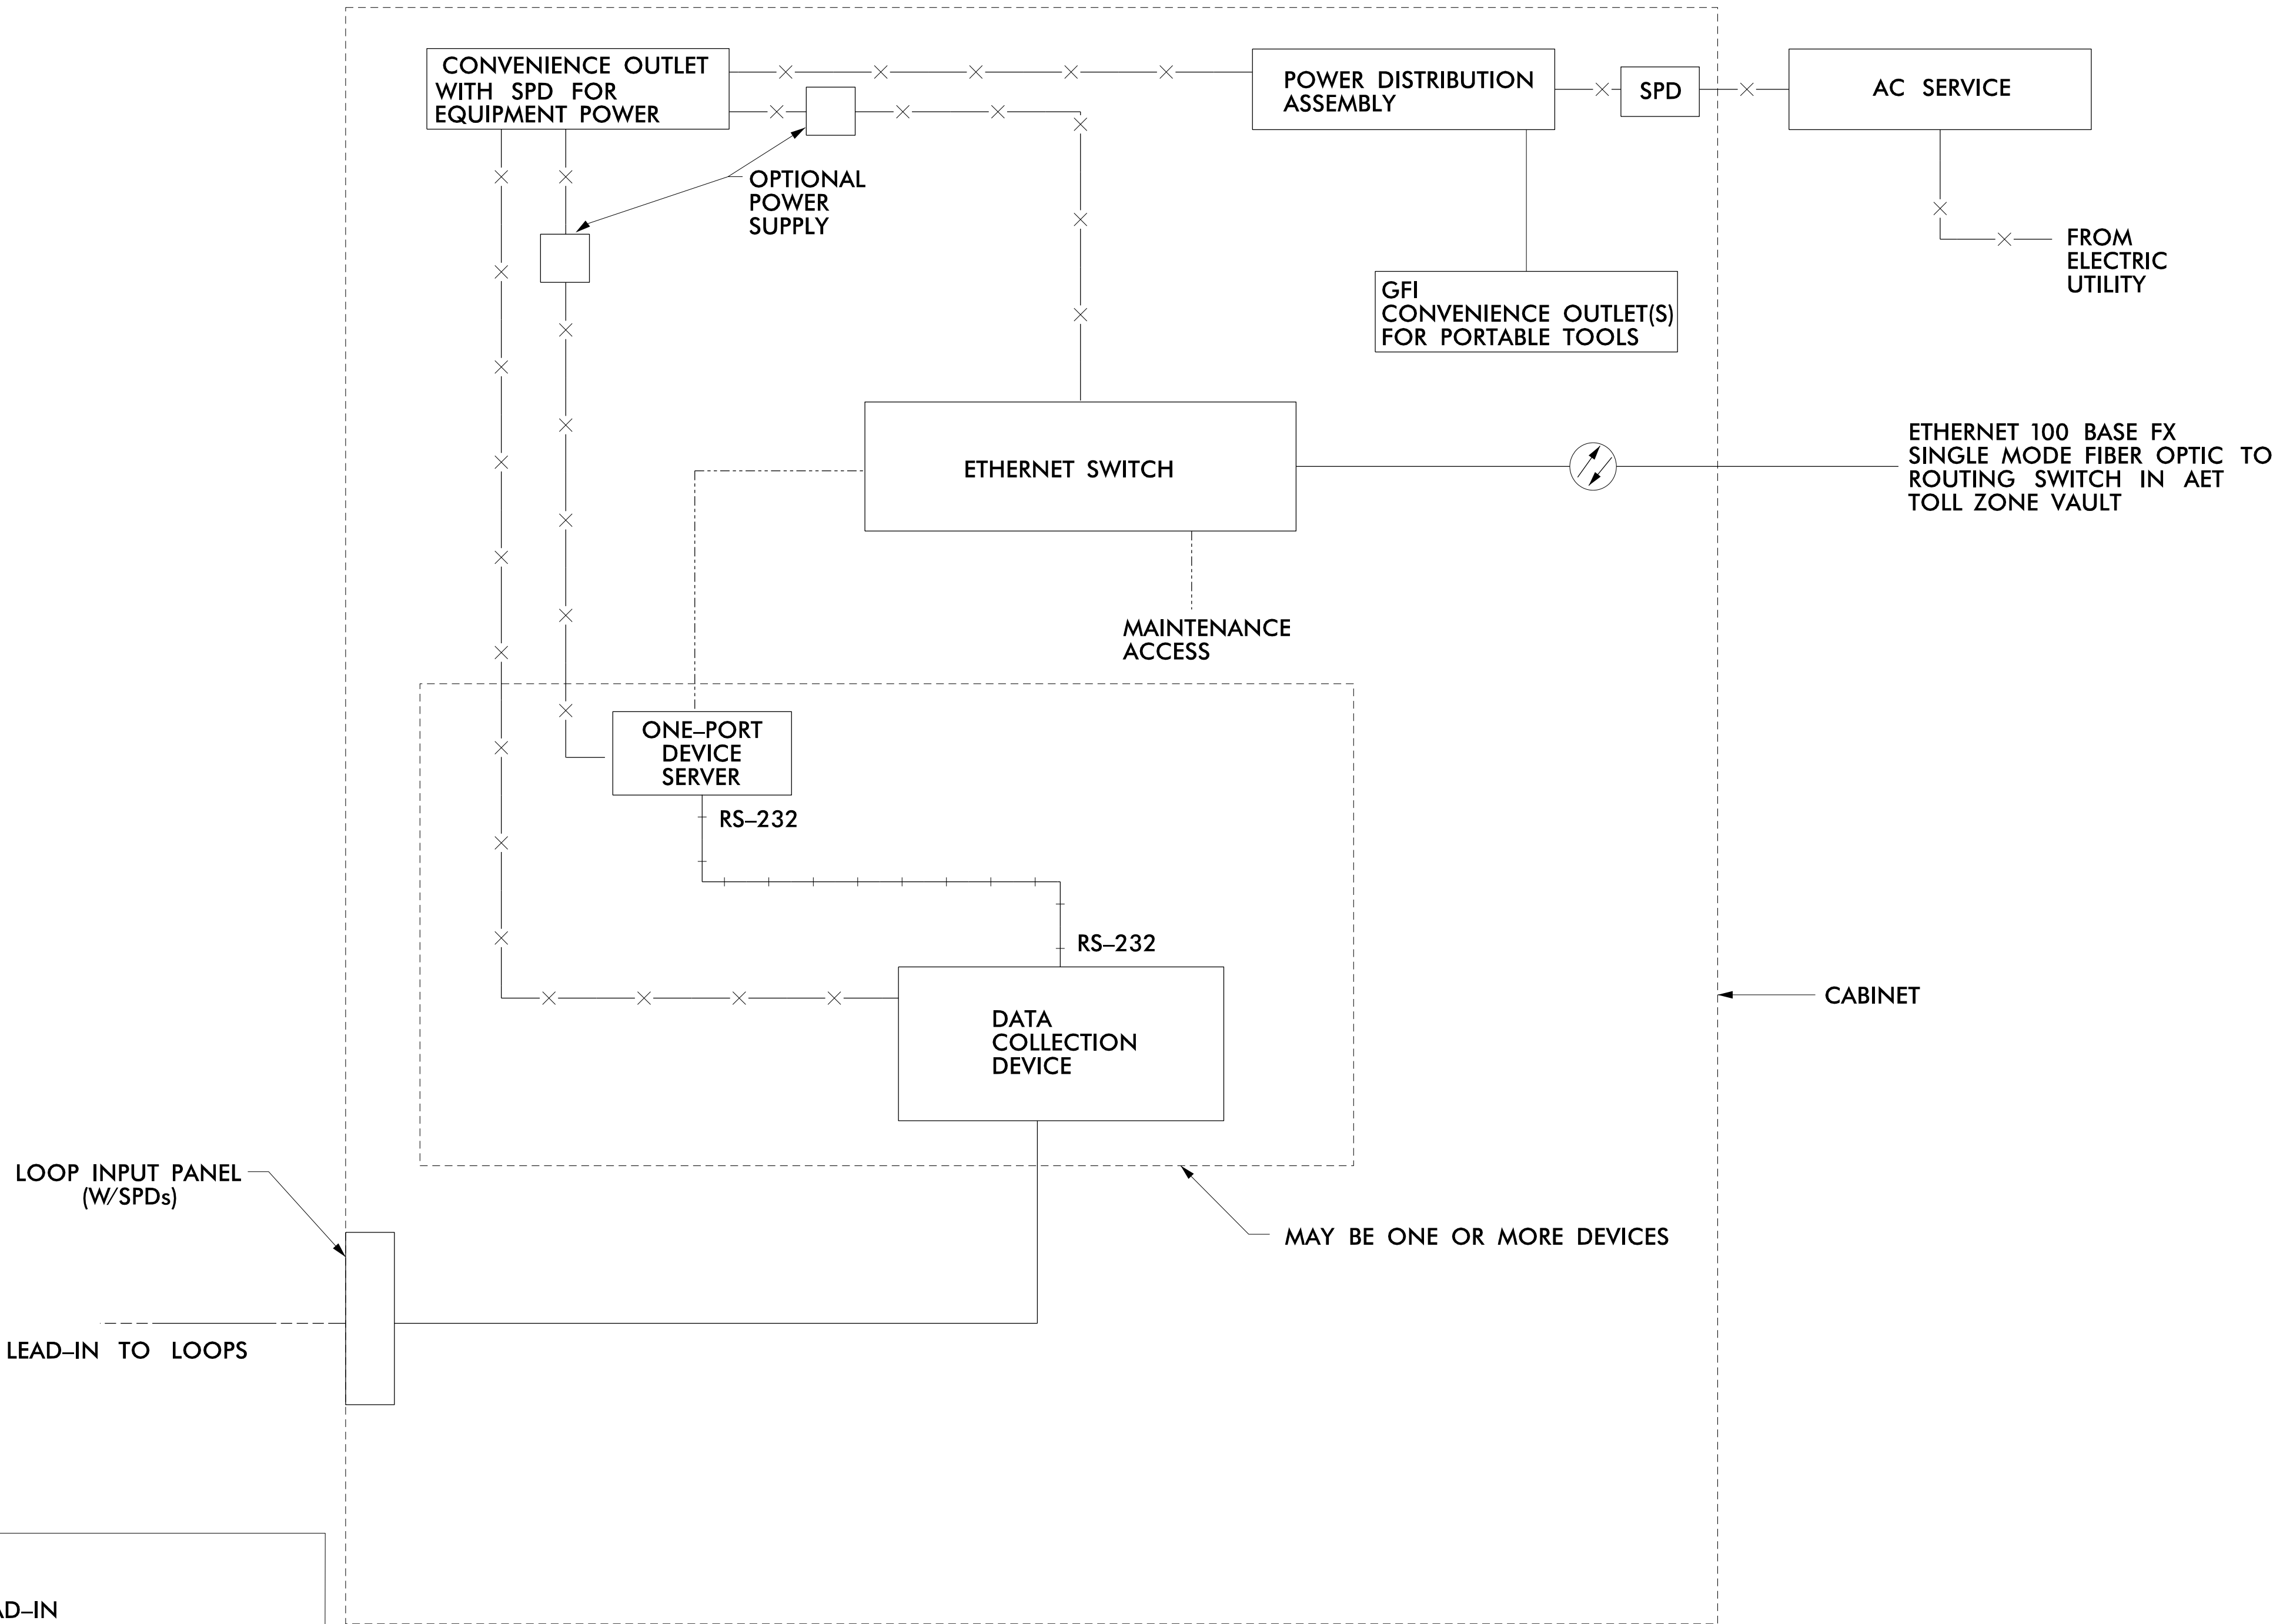 CONVENIENCE OUTLET
WITH SPD FOR
EQUIPMENT POWER
POWER DISTRIBUTION
ASSEMBLY
SPD
AC SERVICE
OPTIONAL
POWER
SUPPLY
FROM
ELECTRIC
UTILITY
GFI
CONVENIENCE OUTLET(S)
FOR PORTABLE TOOLS
ETHERNET SWITCH
ETHERNET 100 BASE FX
SINGLE MODE FIBER OPTIC TO
ROUTING SWITCH IN AET
TOLL ZONE VAULT
MAINTENANCE
ACCESS
ONE–PORT
DEVICE
SERVER
RS–232
RS–232
CABINET
DATA
COLLECTION
DEVICE
LOOP INPUT PANEL
(W/SPDs)
MAY BE ONE OR MORE DEVICES
LEAD–IN TO LOOPS
AD–IN